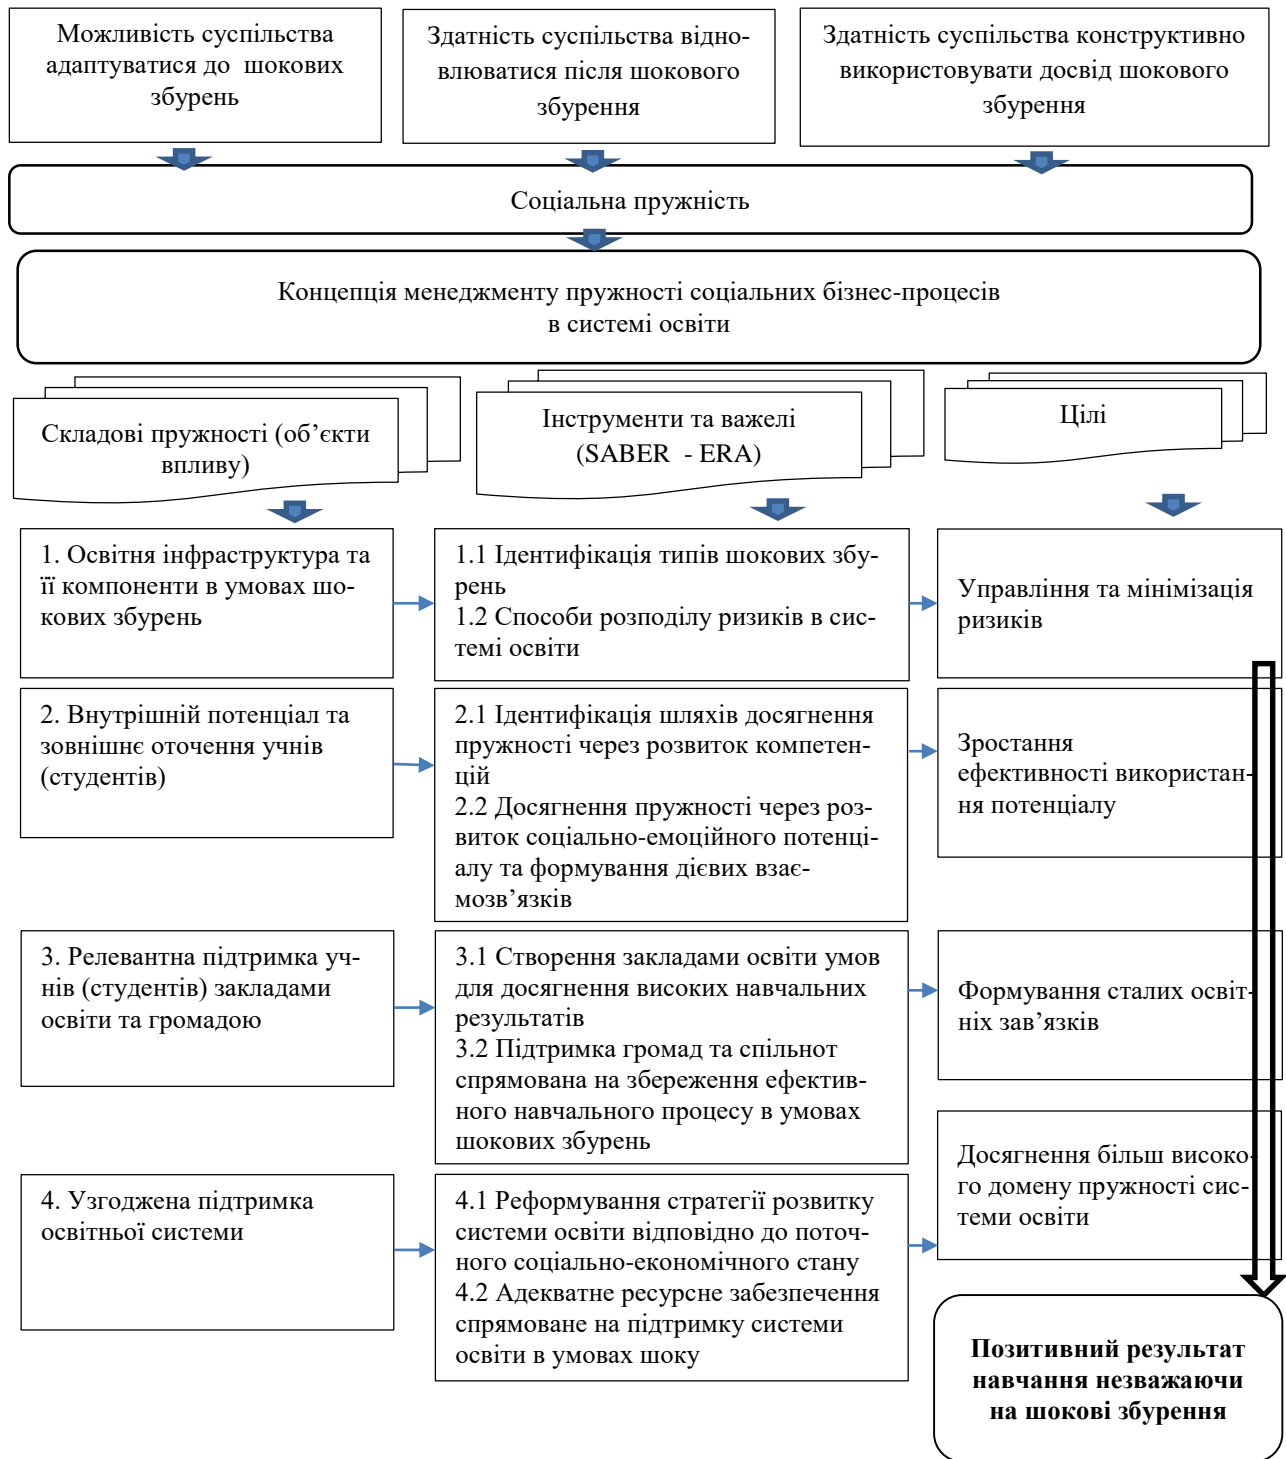 Можливість суспільства
адаптуватися до шокових
збурень
Здатність суспільства відно-
влюватися після шокового
збурення
Здатність суспільства конструктивно
використовувати досвід шокового
збурення
Соціальна пружність
Концепція менеджменту пружності соціальних бізнес-процесів
в системі освіти
Складові пружності (об’єкти
впливу)
Інструменти та важелі
(SABER - ERA)
Цілі
1. Освітня інфраструктура та
її компоненти в умовах шо-
кових збурень
1.1 Ідентифікація типів шокових збу-
рень
1.2 Способи розподілу ризиків в сис-
темі освіти
Управління та мінімізація
ризиків
2. Внутрішній потенціал та
зовнішнє оточення учнів
(студентів)
2.1 Ідентифікація шляхів досягнення
пружності через розвиток компетен-
цій
2.2 Досягнення пружності через роз-
виток соціально-емоційного потенці-
алу та формування дієвих взає-
мозв’язків
Зростання
ефективності використан-
ня потенціалу
3. Релевантна підтримка уч-
нів (студентів) закладами
освіти та громадою
3.1 Створення закладами освіти умов
для досягнення високих навчальних
результатів
3.2 Підтримка громад та спільнот
спрямована на збереження ефектив-
ного навчального процесу в умовах
шокових збурень
Формування сталих освіт-
ніх зав’язків
4. Узгоджена підтримка
освітньої системи
4.1 Реформування стратегії розвитку
системи освіти відповідно до поточ-
ного соціально-економічного стану
4.2 Адекватне ресурсне забезпечення
спрямоване на підтримку системи
освіти в умовах шоку
Досягнення більш високо-
го домену пружності сис-
теми освіти
Позитивний результат
навчання незважаючи
на шокові збурення